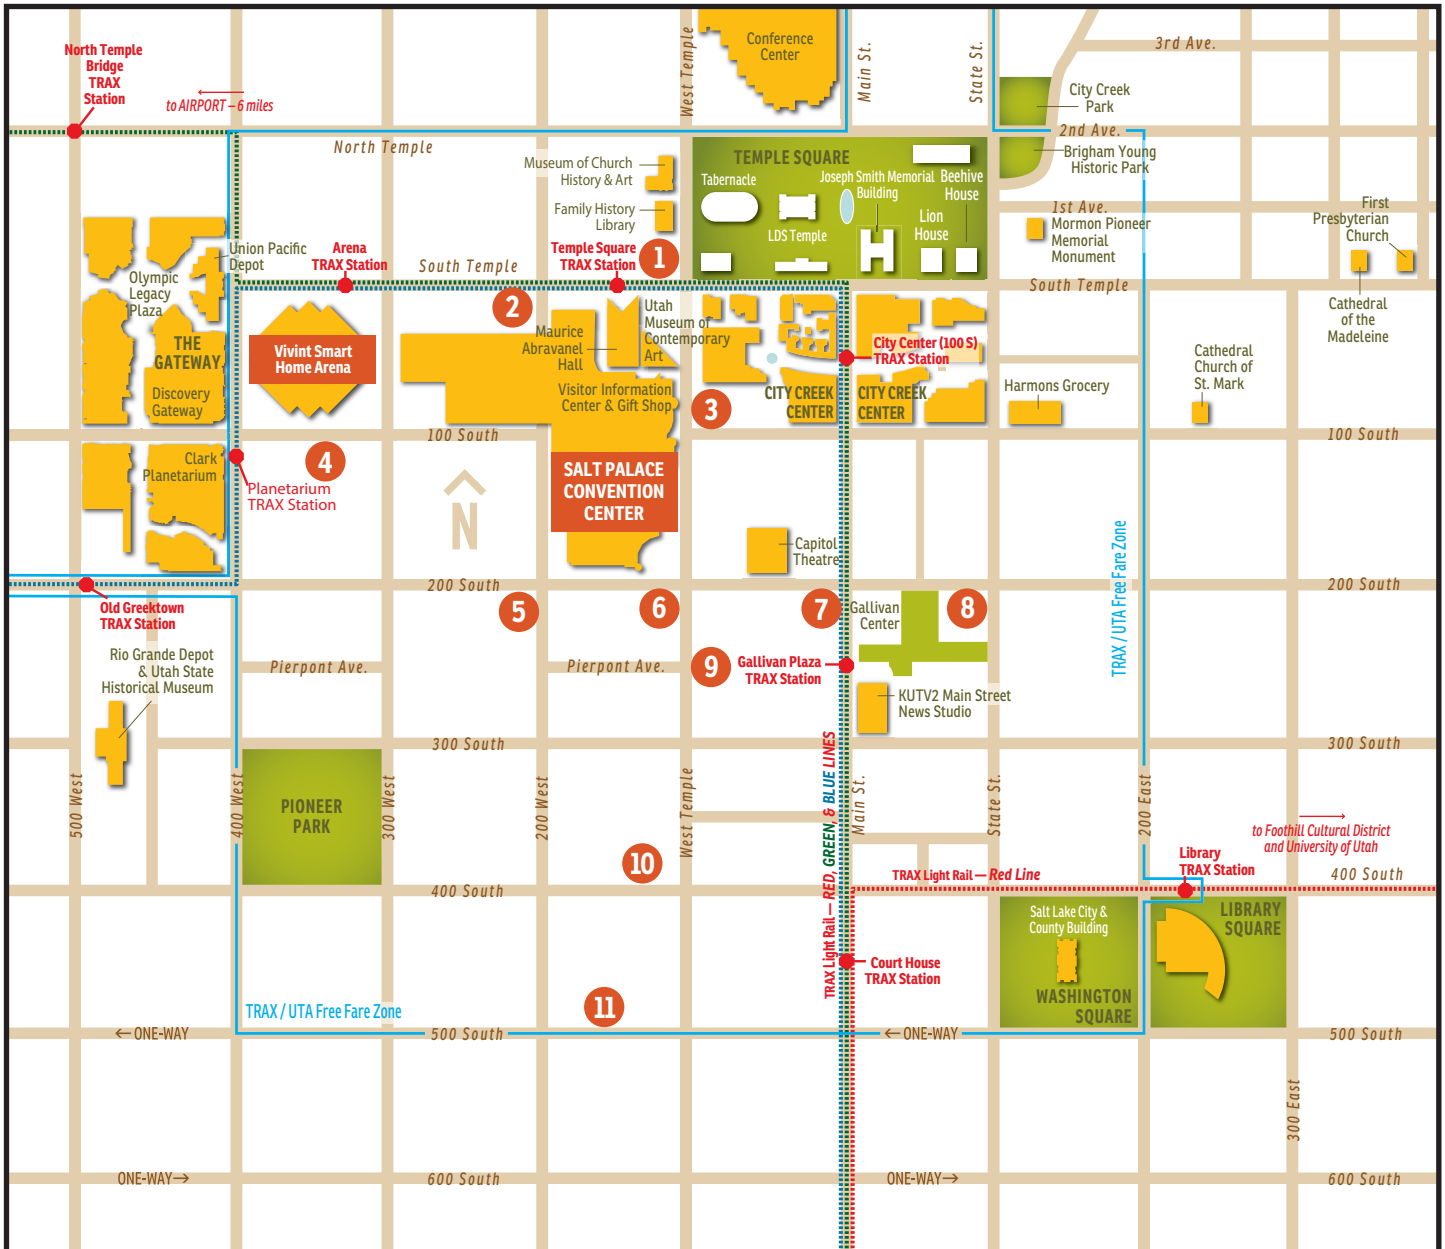 North Temple
Bridge
TRAX
Station
to AIRPORT – 6 miles
North Temple
West Temple
Conference
Center
Main St.
State St.
3rd Ave.
City Creek
Park
2nd Ave.
Brigham Young
Historic Park
1st Ave.
Mormon Pioneer
Memorial
Monument
First
Presbyterian
Church
Cathedral
of the
Madeleine
South Temple
Museum of Church
History & Art
Family History
Library
Temple Square
TRAX Station
1
TEMPLE SQUARE
Tabernacle
Joseph Smith Memorial
Building
Beehive
House
Lion
House
LDS Temple
Union Pacific
Depot
Olympic
Legacy
Plaza
THE
GATEWAY
Discovery
Gateway
Arena
TRAX Station
South Temple
2
Vivint Smart
Home Arena
Maurice
Abravanel
Hall
Utah
Museum of
Contemporary
Art
Visitor Information
Center & Gift Shop
3
City Center (100 S)
TRAX Station
CITY CREEK
CENTER
CITY CREEK
CENTER
Harmons Grocery
Cathedral
Church of
St. Mark
100 South
100 South
Clark
Planetarium
4
Planetarium
TRAX Station
N
SALT PALACE
CONVENTION
CENTER
Capitol
Theatre
TRAX / UTA Free Fare Zone
200 South
200 South
Old Greektown
TRAX Station
5
6
7
Gallivan
Center
8
Rio Grande Depot
& Utah State
Historical Museum
Pierpont Ave.
Pierpont Ave.
9
Gallivan Plaza
TRAX Station
KUTV2 Main Street
News Studio
300 South
300 South
500 West
400 West
PIONEER
PARK
300 West
200 West
West Temple
TRAX Light Rail — RED, GREEN, & BLUE LINES
Main St.
State St.
200 East
to Foothill Cultural District
and University of Utah
10
Library
TRAX Station
TRAX Light Rail — Red Line
400 South
400 South
Salt Lake City &
County Building
WASHINGTON
SQUARE
LIBRARY
SQUARE
Court House
TRAX Station
11
TRAX / UTA Free Fare Zone
← ONE-WAY
500 South
← ONE-WAY
500 South
300 East
ONE-WAY →
600 South
ONE-WAY →
600 South